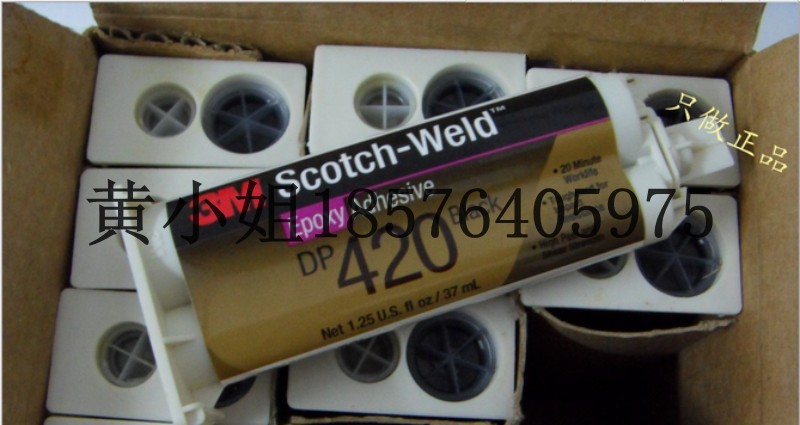 3M
Scotch-Weld™
Epoxy Adhesive
DP 420 Black
Net 1.25 U.S. fl oz / 37 mL
• 20 Minute
Worklife
• High
只做正品
黄小姐18576405975